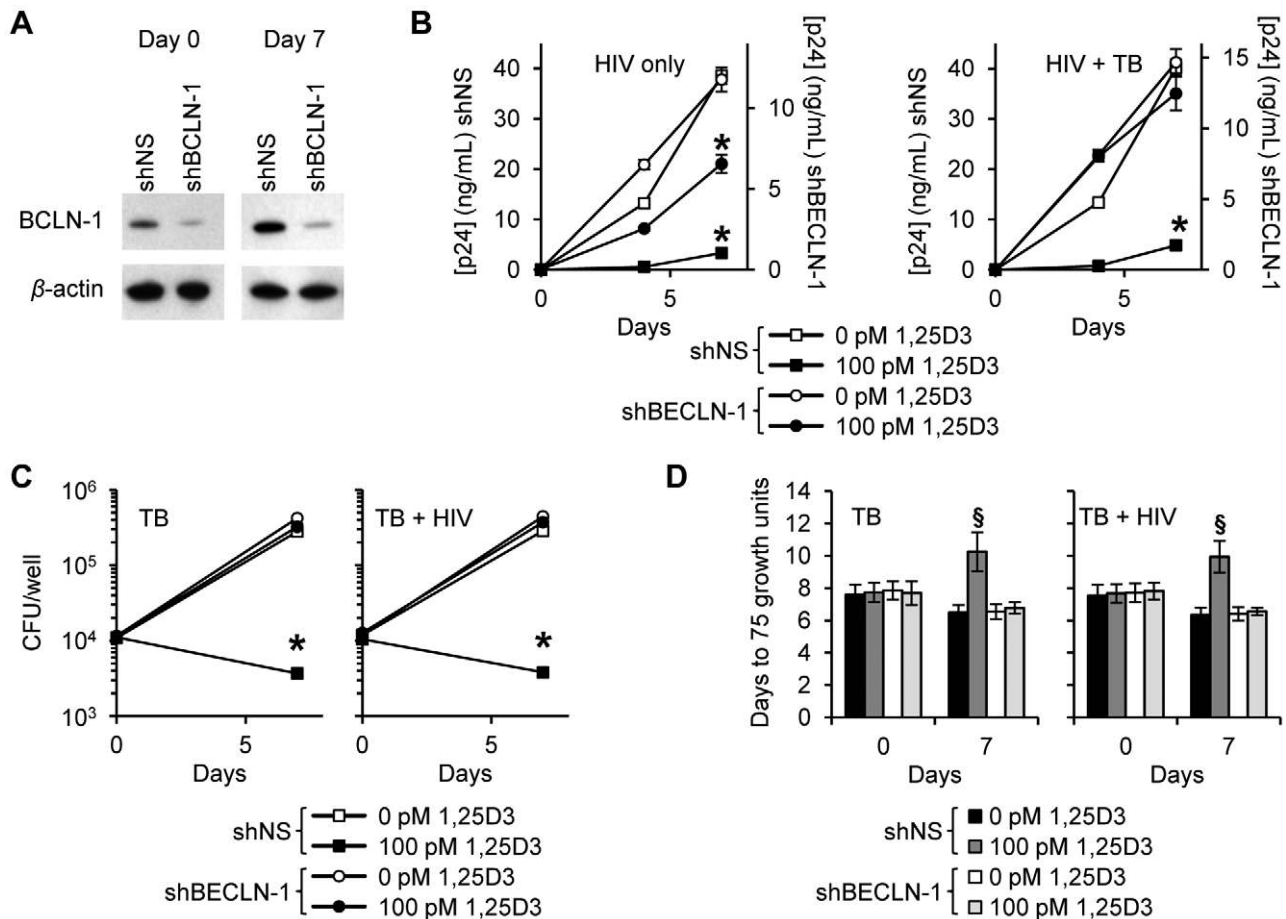 A
Day 0
Day 7
shNS
shBCLN-1
shNS
shBCLN-1
BCLN-1
β-actin
B
[p24] (ng/mL) shNS
40
30
20
10
0
HIV only
*
*
10
5
0
[p24] (ng/mL) shBECLN-1
0
5
Days
[p24] (ng/mL) shNS
40
30
20
10
0
HIV + TB
*
15
10
5
0
[p24] (ng/mL) shBECLN-1
0
5
Days
shNS
0 pM 1,25D3
100 pM 1,25D3
shBECLN-1
0 pM 1,25D3
100 pM 1,25D3
C
CFU/well
10⁶
10⁵
10⁴
10³
TB
*
0
5
Days
TB + HIV
*
0
5
Days
shNS
0 pM 1,25D3
100 pM 1,25D3
shBECLN-1
0 pM 1,25D3
100 pM 1,25D3
D
Days to 75 growth units
14
12
10
8
6
4
2
0
TB
§
0
7
Days
TB + HIV
§
0
7
Days
shNS
0 pM 1,25D3
100 pM 1,25D3
shBECLN-1
0 pM 1,25D3
100 pM 1,25D3